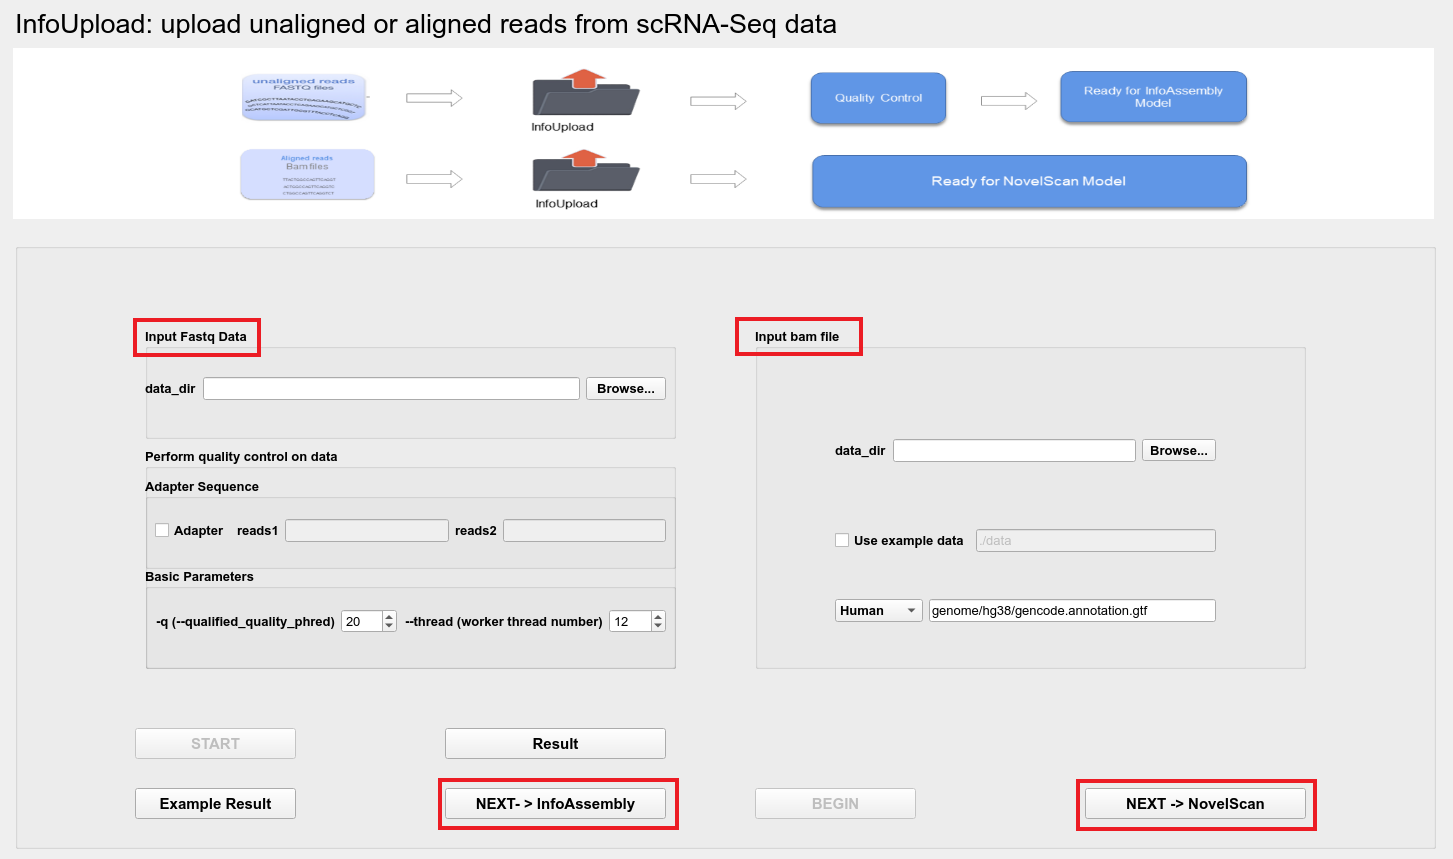 InfoUpload: upload unaligned or aligned reads from scRNA-Seq data
unaligned reads
FASTQ files
InfoUpload
Quality Control
Ready for InfoAssembly
Model
Aligned reads
Bam files
TTACTGGCCAGTTCAGGT
ACTGGCCAGTTCAGGTC
CTGGCCAGTTCAGGTCT
InfoUpload
Ready for NovelScan Model
Input Fastq Data
data_dir
Browse...
Perform quality control on data
Adapter Sequence
Adapter reads1 reads2
Basic Parameters
-q (--qualified_quality_phred) 20 --thread (worker thread number) 12
START
Result
Example Result
NEXT- > InfoAssembly
Input bam file
data_dir
Browse...
Use example data ./data
Human genome/hg38/gencode.annotation.gtf
BEGIN
NEXT -> NovelScan